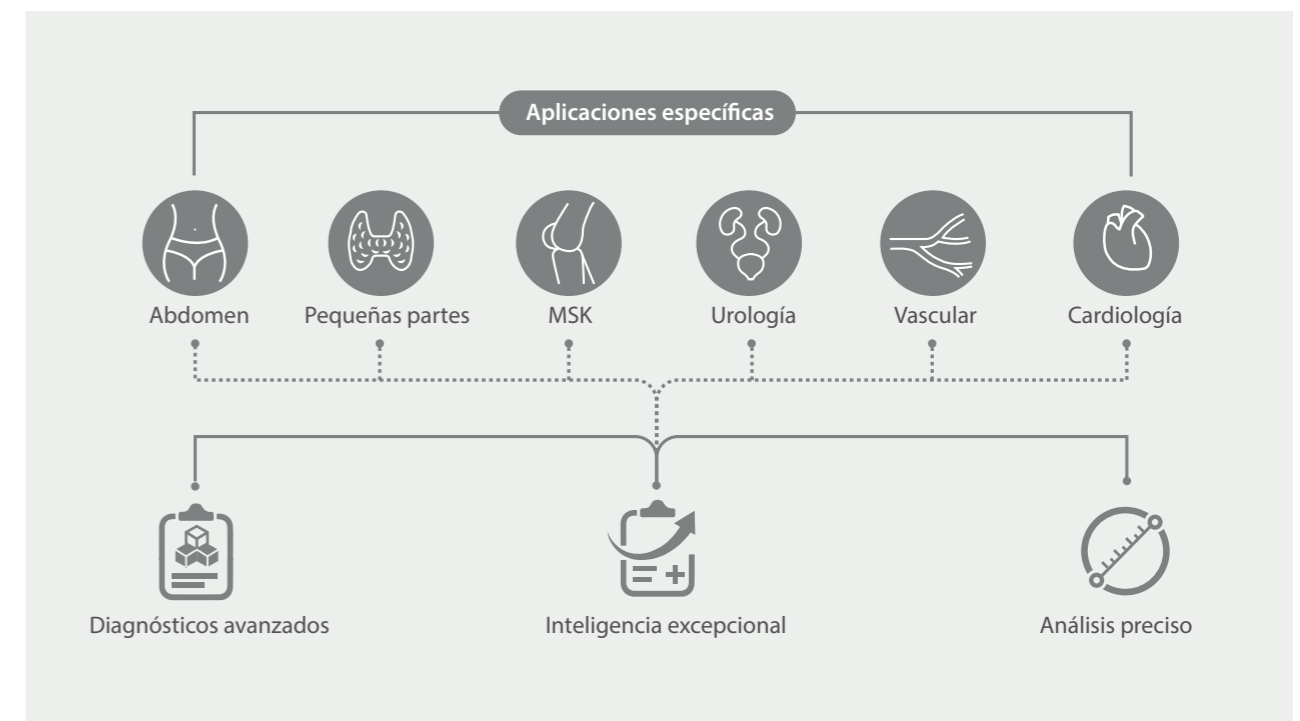 Aplicaciones específicas
Abdomen
Pequeñas partes
MSK
Urología
Vascular
Cardiología
Diagnósticos avanzados
Inteligencia excepcional
Análisis preciso